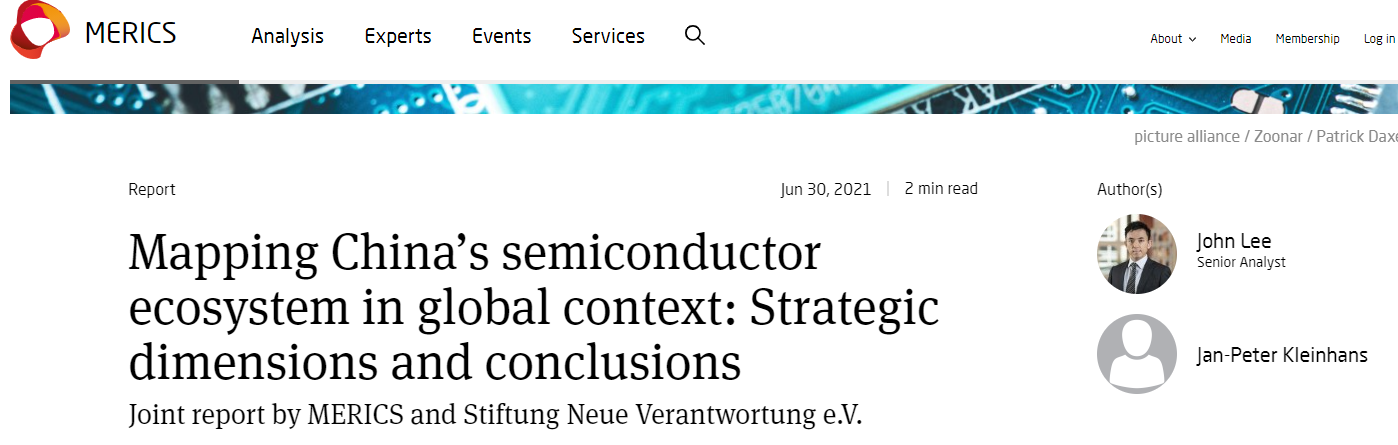 MERICS
Analysis Experts Events Services
About Media Membership Log in
picture alliance / Zoonar / Patrick
Report
Jun 30, 2021 | 2 min read
Author(s)
Mapping China’s semiconductor
ecosystem in global context: Strategic
dimensions and conclusions
Joint report by MERICS and Stiftung Neue Verantwortung e.V.
John Lee
Senior Analyst
Jan-Peter Kleinhans